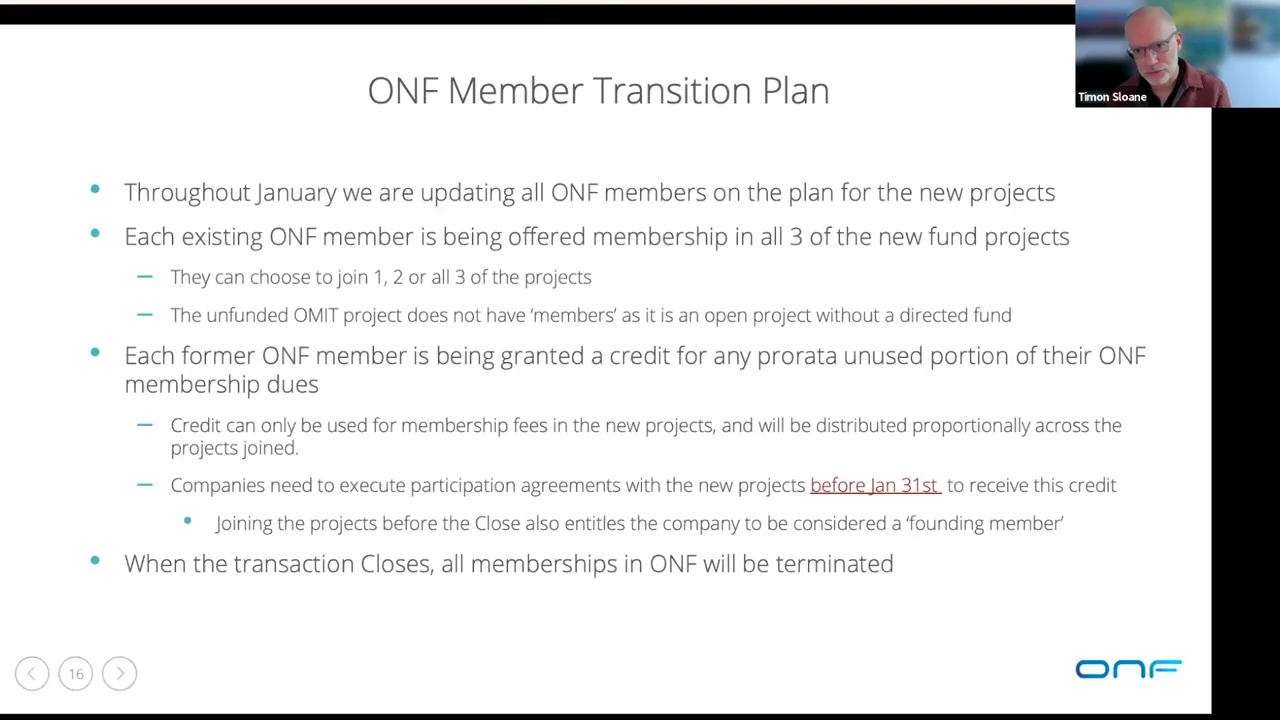 ONF Member Transition Plan
Timon Sloane
• Throughout January we are updating all ONF members on the plan for the new projects
• Each existing ONF member is being offered membership in all 3 of the new fund projects
— They can choose to join 1, 2 or all 3 of the projects
— The unfunded OMIT project does not have ‘members’ as it is an open project without a directed fund
• Each former ONF member is being granted a credit for any prorata unused portion of their ONF
membership dues
— Credit can only be used for membership fees in the new projects, and will be distributed proportionally across the
projects joined.
— Companies need to execute participation agreements with the new projects before Jan 31st to receive this credit
• Joining the projects before the Close also entitles the company to be considered a ‘founding member’
• When the transaction Closes, all memberships in ONF will be terminated
16
ONF